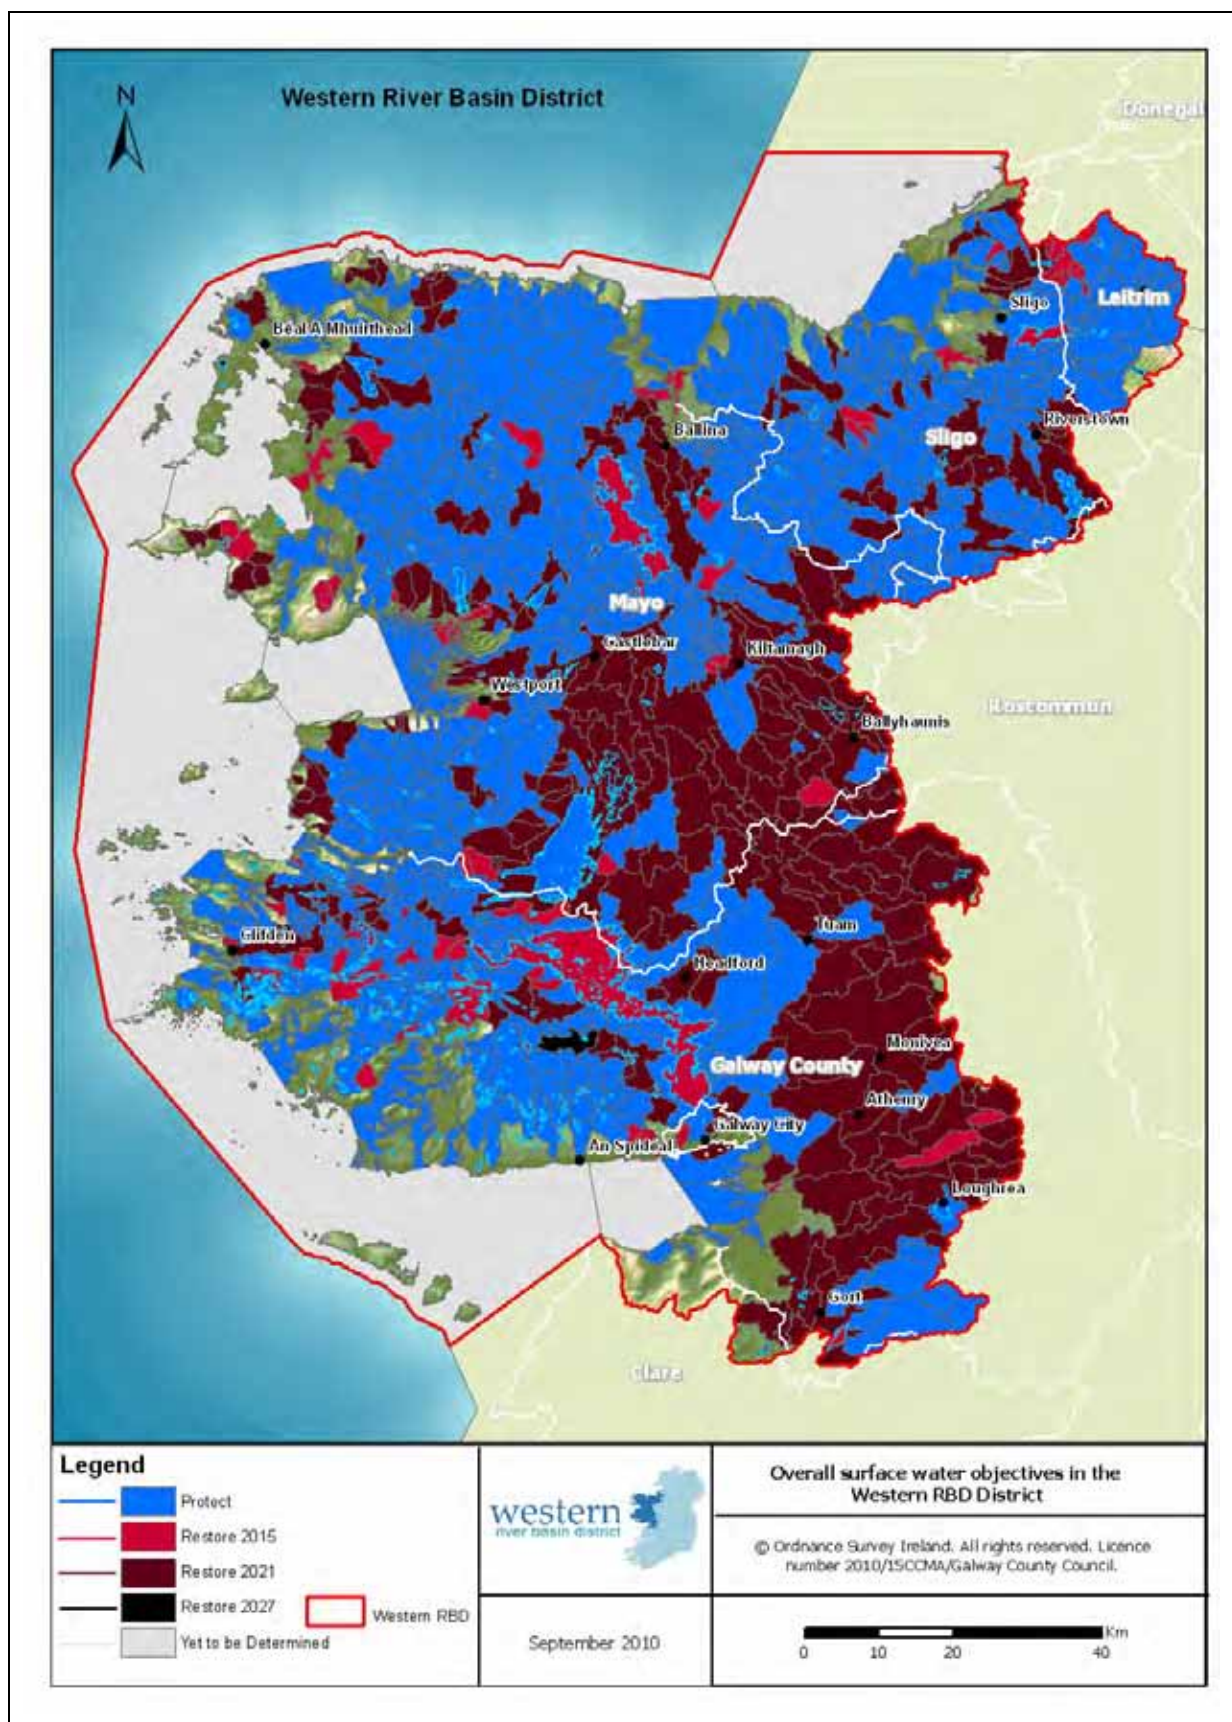 Western River Basin District
N
Donegal
Leitrim
Sligo
Béal A Mhuirthead
Riverstown
Ballina
Sligo
Mayo
Castlebar
Kiltamagh
Westport
Roscommon
Ballyhaunis
Tuam
Clifden
Headford
Monivea
Galway County
Athenry
Galway City
An Spidéal
Loughrea
Gort
Clare
Legend
Protect
Restore 2015
Restore 2021
Restore 2027
Western RBD
Yet to be Determined
western
river basin district
September 2010
Overall surface water objectives in the
Western RBD District
© Ordnance Survey Ireland. All rights reserved. Licence
number 2010/15CCMA/Galway County Council.
Km
0 10 20 40